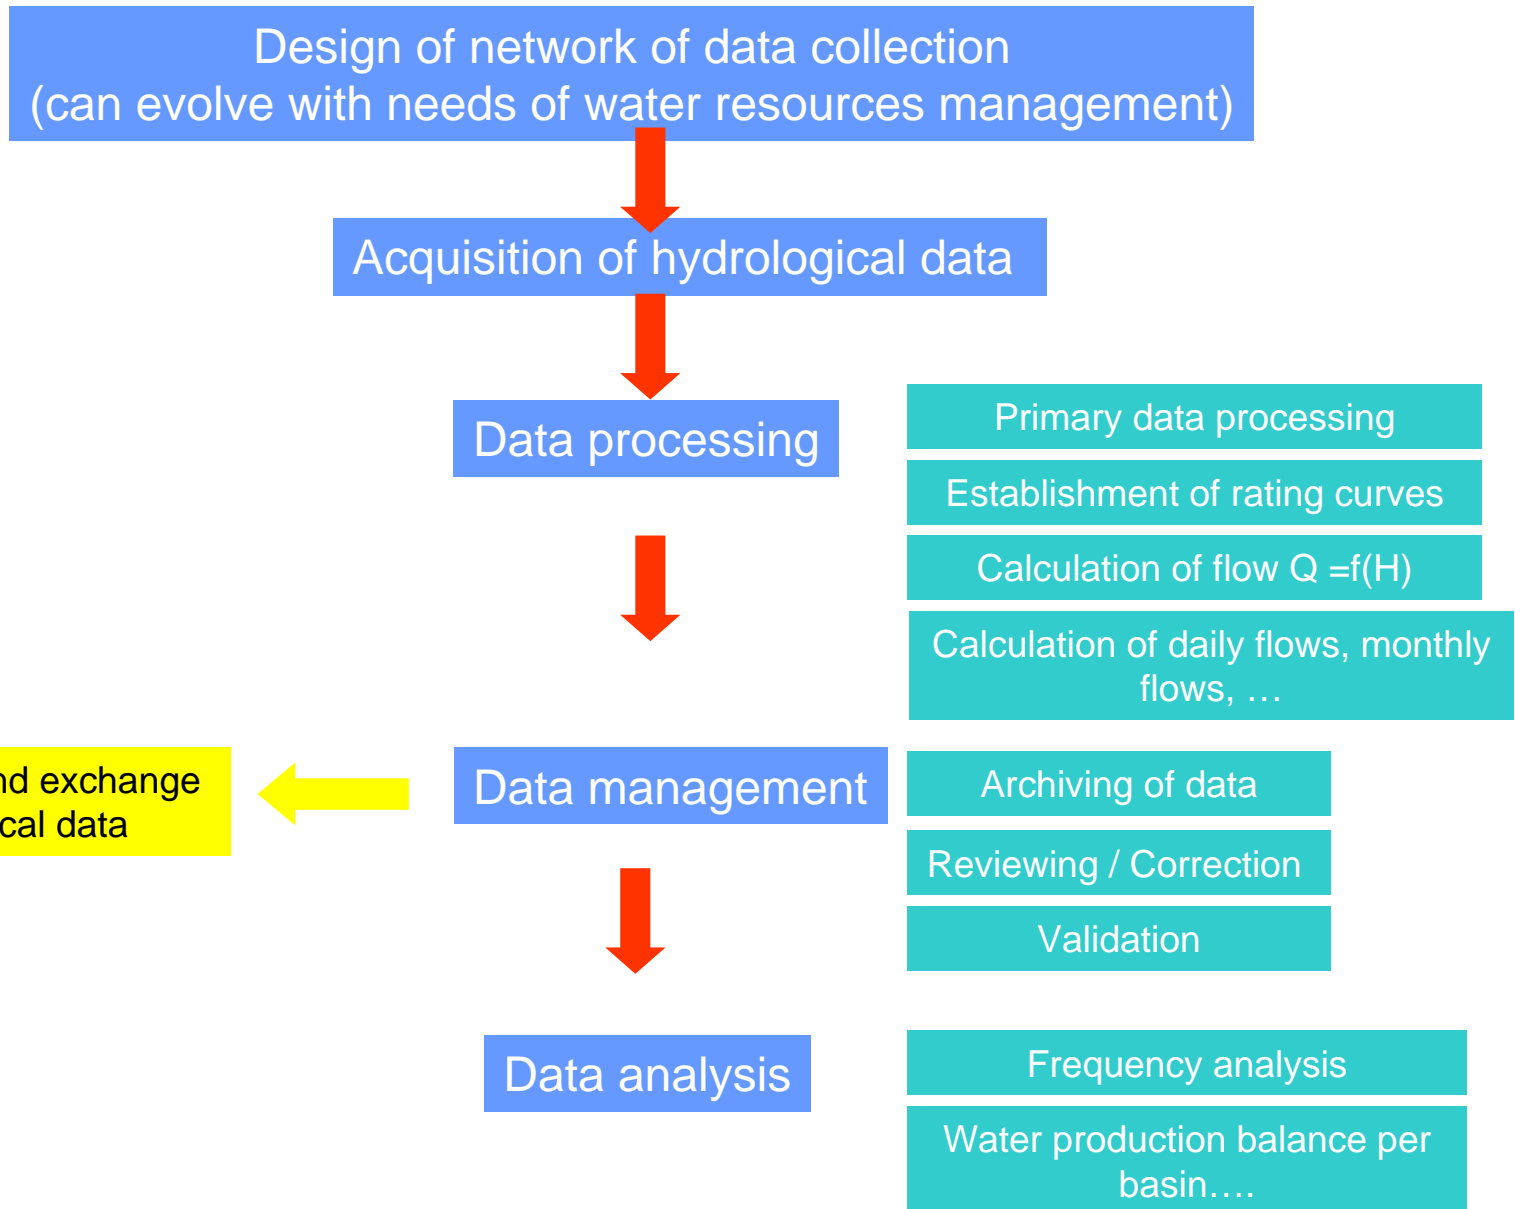 Design of network of data collection
(can evolve with needs of water resources management)
Acquisition of hydrological data
Data processing
Primary data processing
Establishment of rating curves
Calculation of flow Q =f(H)
Calculation of daily flows, monthly
flows, …
exchange
data
Data management
Archiving of data
Reviewing / Correction
Validation
Data analysis
Frequency analysis
Water production balance per
basin….